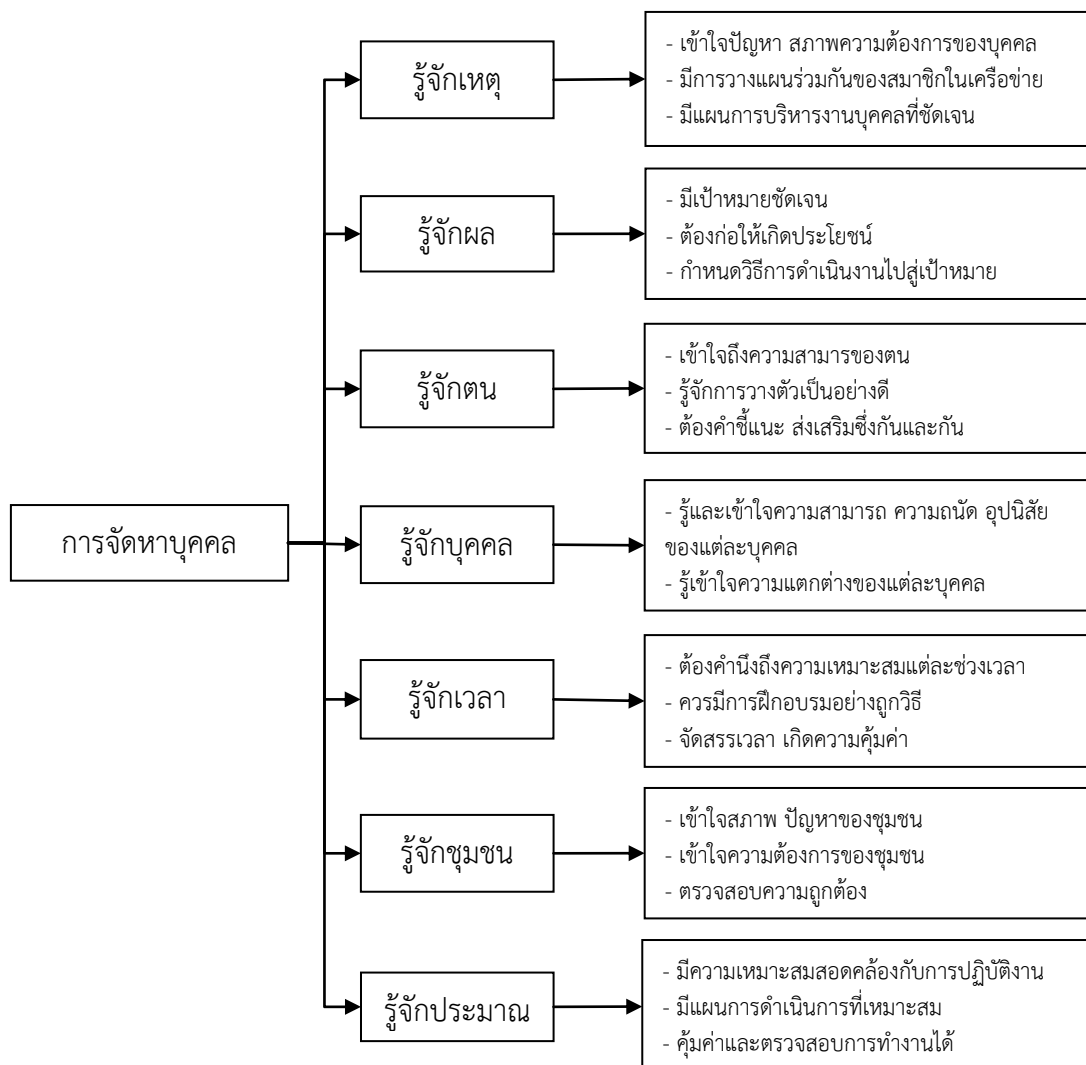 รู้จักเหตุ
- เข้าใจปัญหา สภาพความต้องการของบุคคล
- มีการวางแผนร่วมกันของสมาชิกในเครือข่าย
- มีแผนการบริหารงานบุคคลที่ชัดเจน
รู้จักผล
- มีเป้าหมายชัดเจน
- ต้องก่อให้เกิดประโยชน์
- กำหนดวิธีการดำเนินงานไปสู่เป้าหมาย
รู้จักตน
- เข้าใจถึงความสามารของตน
- รู้จักการวางตัวเป็นอย่างดี
- ต้องคำชี้แนะ ส่งเสริมซึ่งกันและกัน
การจัดหาบุคคล
รู้จักบุคคล
- รู้และเข้าใจความสามารถ ความถนัด อุปนิสัย
ของแต่ละบุคคล
- รู้เข้าใจความแตกต่างของแต่ละบุคคล
รู้จักเวลา
- ต้องคำนึงถึงความเหมาะสมแต่ละช่วงเวลา
- ควรมีการฝึกอบรมอย่างถูกวิธี
- จัดสรรเวลา เกิดความคุ้มค่า
รู้จักชุมชน
- เข้าใจสภาพ ปัญหาของชุมชน
- เข้าใจความต้องการของชุมชน
- ตรวจสอบความถูกต้อง
รู้จักประมาณ
- มีความเหมาะสมสอดคล้องกับการปฏิบัติงาน
- มีแผนการดำเนินการที่เหมาะสม
- คุ้มค่าและตรวจสอบการทำงานได้